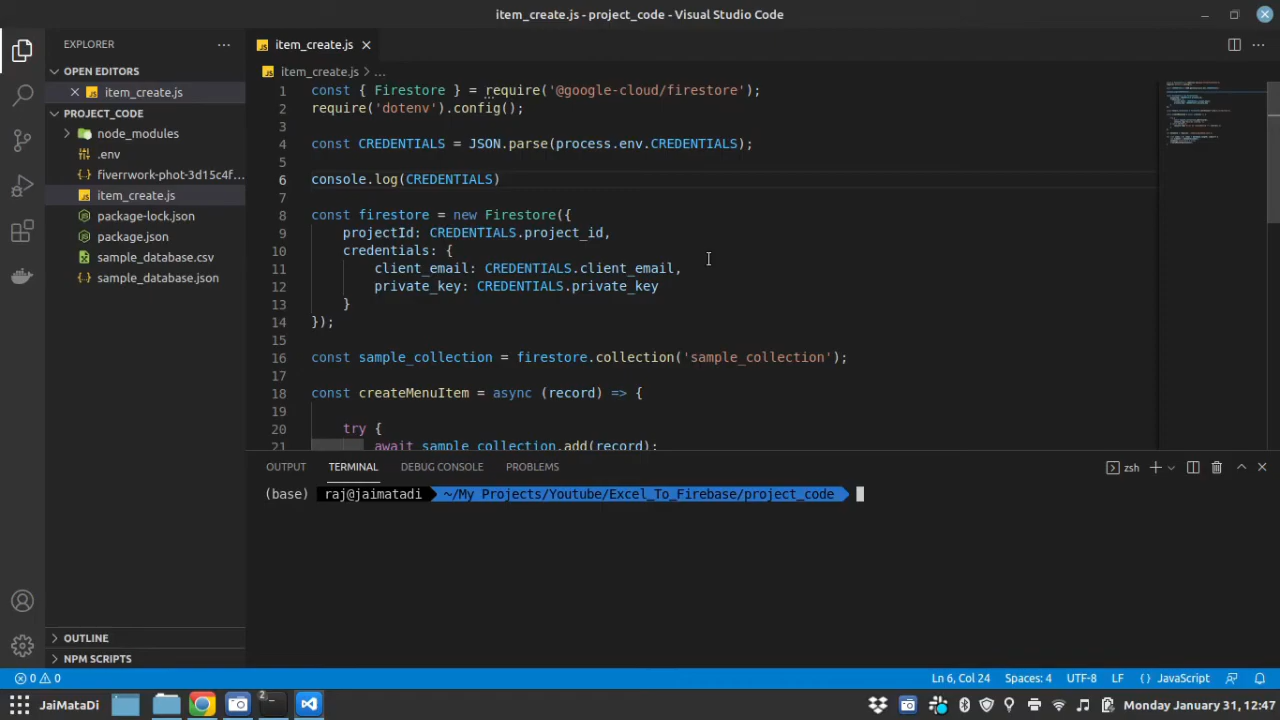 item_create.js - project_code - Visual Studio Code
EXPLORER
OPEN EDITORS
item_create.js
PROJECT_CODE
node_modules
.env
fiverrwork-phot-3d15c4f...
item_create.js
package-lock.json
package.json
sample_database.csv
sample_database.json
OUTLINE
NPM SCRIPTS
item_create.js
item_create.js > ...
1 const { Firestore } = require('@google-cloud/firestore');
2 require('dotenv').config();
3
4 const CREDENTIALS = JSON.parse(process.env.CREDENTIALS);
5
6 console.log(CREDENTIALS)
7
8 const firestore = new Firestore({
9 projectId: CREDENTIALS.project_id,
10 credentials: {
11 client_email: CREDENTIALS.client_email,
12 private_key: CREDENTIALS.private_key
13 }
14 });
15
16 const sample_collection = firestore.collection('sample_collection');
17
18 const createMenuItem = async (record) => {
19
20 try {
21 await sample_collection.add(record);
OUTPUT TERMINAL DEBUG CONSOLE PROBLEMS
zsh
(base) raj@jaimatadi ~/My Projects/Youtube/Excel_To_Firebase/project_code
0 0
Ln 6, Col 24 Spaces: 4 UTF-8 LF { } JavaScript
JaiMaTaDi
2
Monday January 31, 12:47